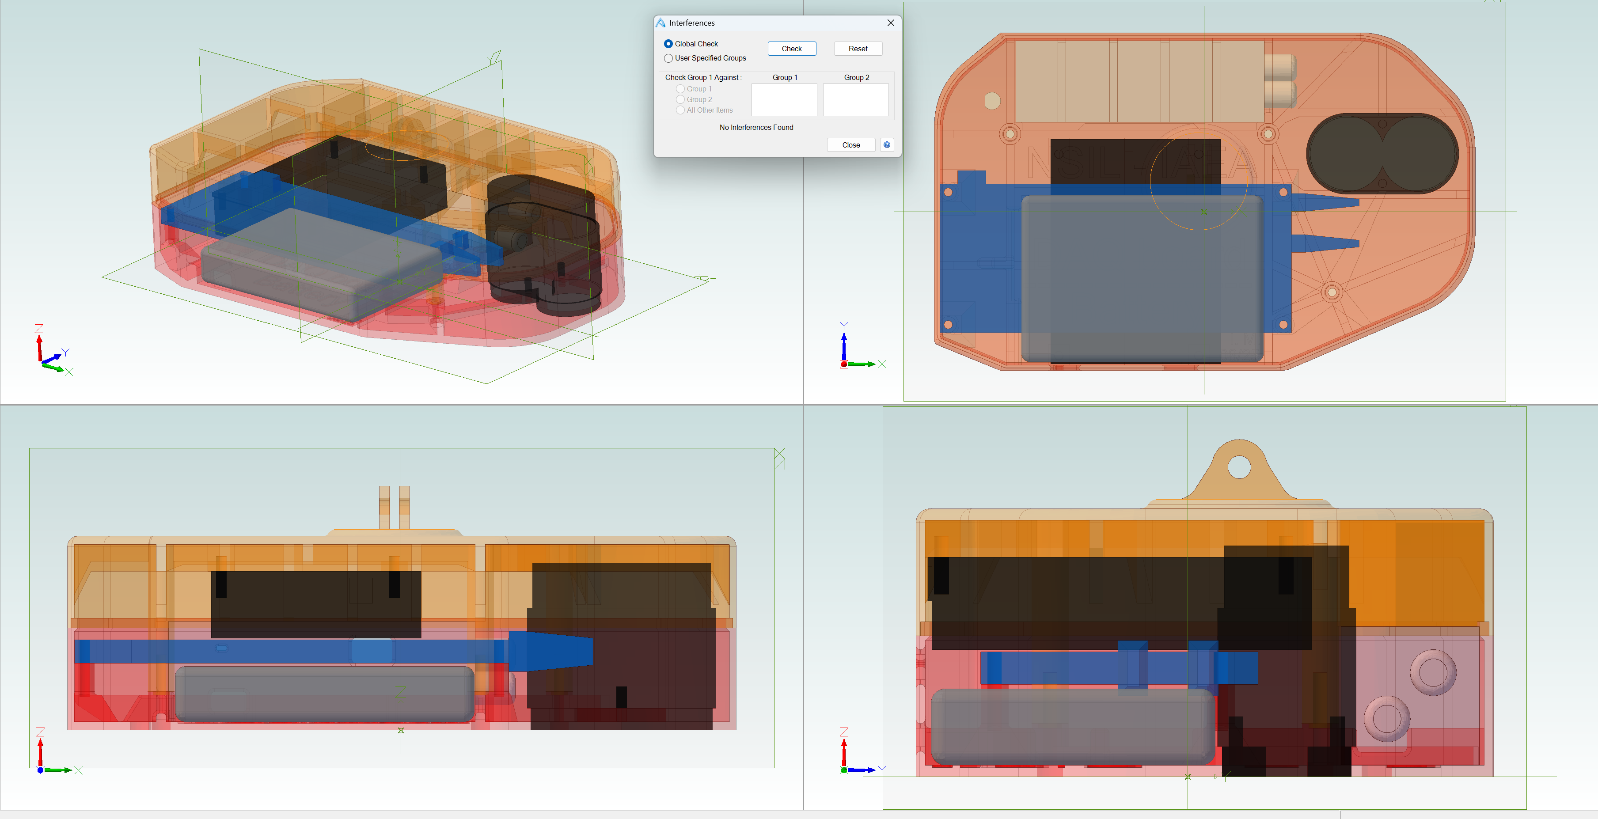 Interferences
Global Check
Check
Reset
User Specified Groups
Check Group 1 Against:
Group 1
Group 2
Group 1
Group 2
All Other Items
No Interferences Found
Close
Z
Y
X
Y
X
Z
X
Z
Y